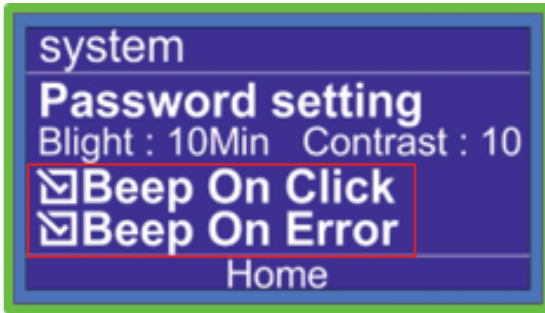 system
Password setting
Blight : 10Min Contrast : 10
Beep On Click
Beep On Error
Home